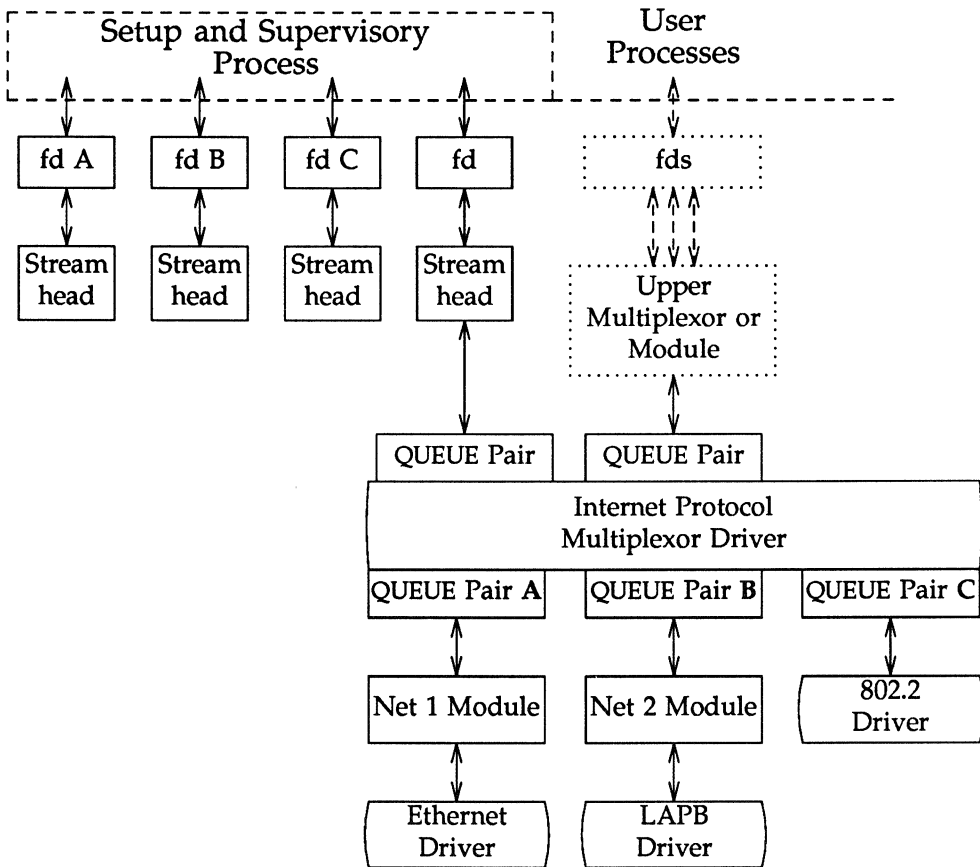 Setup and Supervisory
Process
User
Processes
fd A
fd B
fd C
fd
fds
Stream
head
Stream
head
Stream
head
Stream
head
Upper
Multiplexor or
Module
QUEUE Pair
QUEUE Pair
Internet Protocol
Multiplexor Driver
QUEUE Pair A
QUEUE Pair B
QUEUE Pair C
Net 1 Module
Net 2 Module
802.2
Driver
Ethernet
Driver
LAPB
Driver